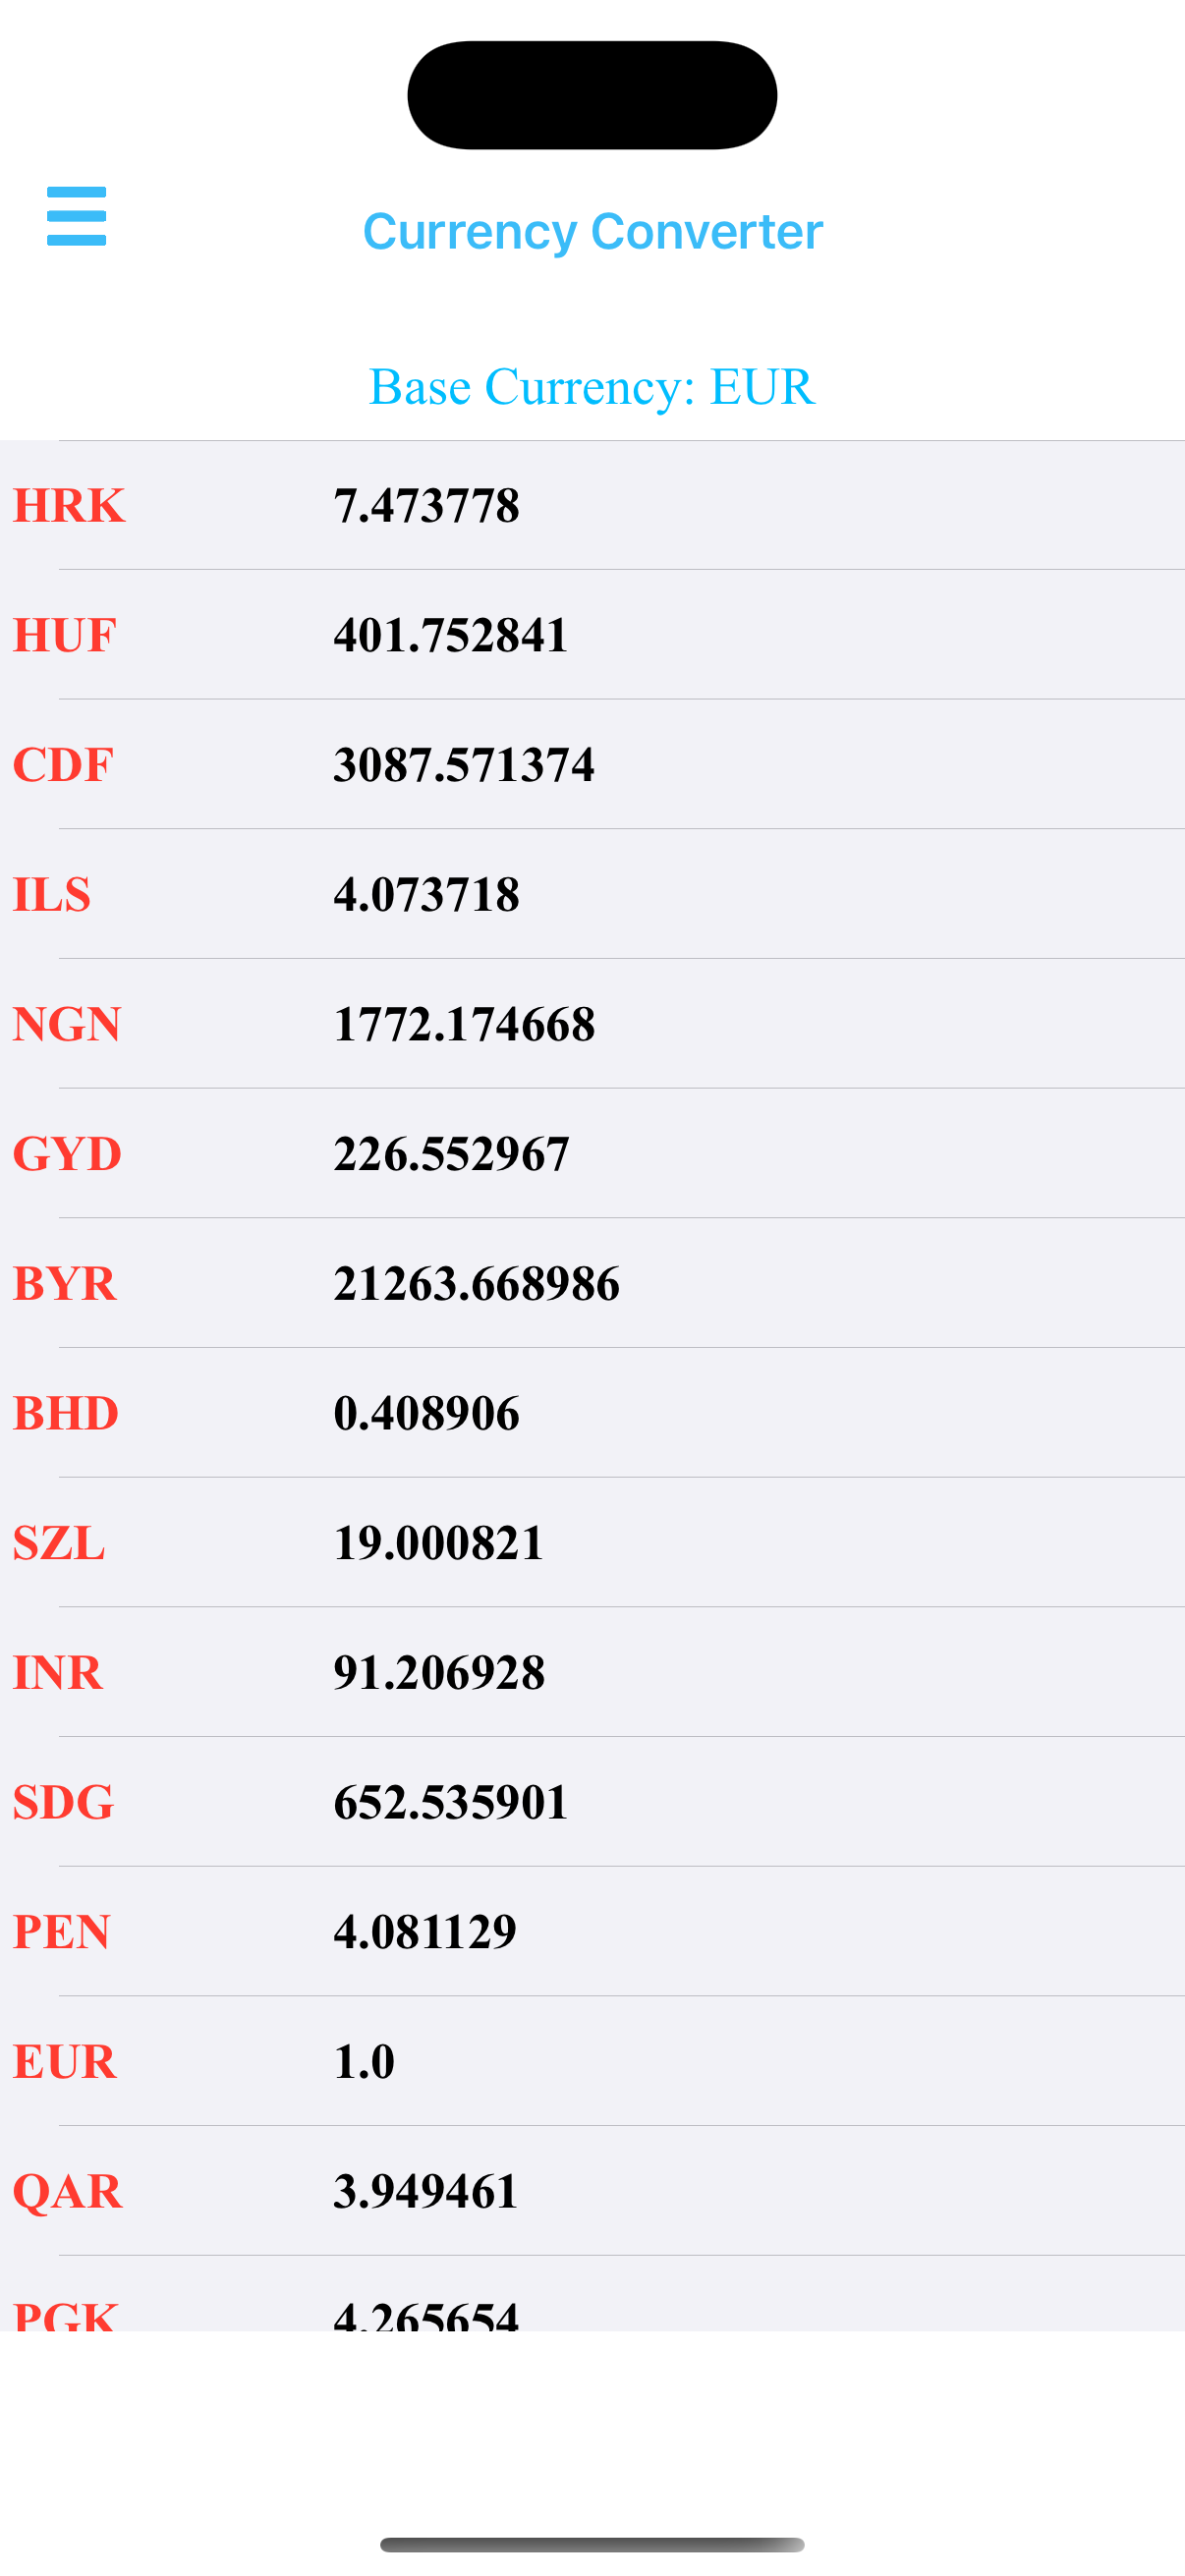 Currency Converter
Base Currency: EUR
HRK 7.473778
HUF 401.752841
CDF 3087.571374
ILS 4.073718
NGN 1772.174668
GYD 226.552967
BYR 21263.668986
BHD 0.408906
SZL 19.000821
INR 91.206928
SDG 652.535901
PEN 4.081129
EUR 1.0
QAR 3.949461
PGK 4.265654